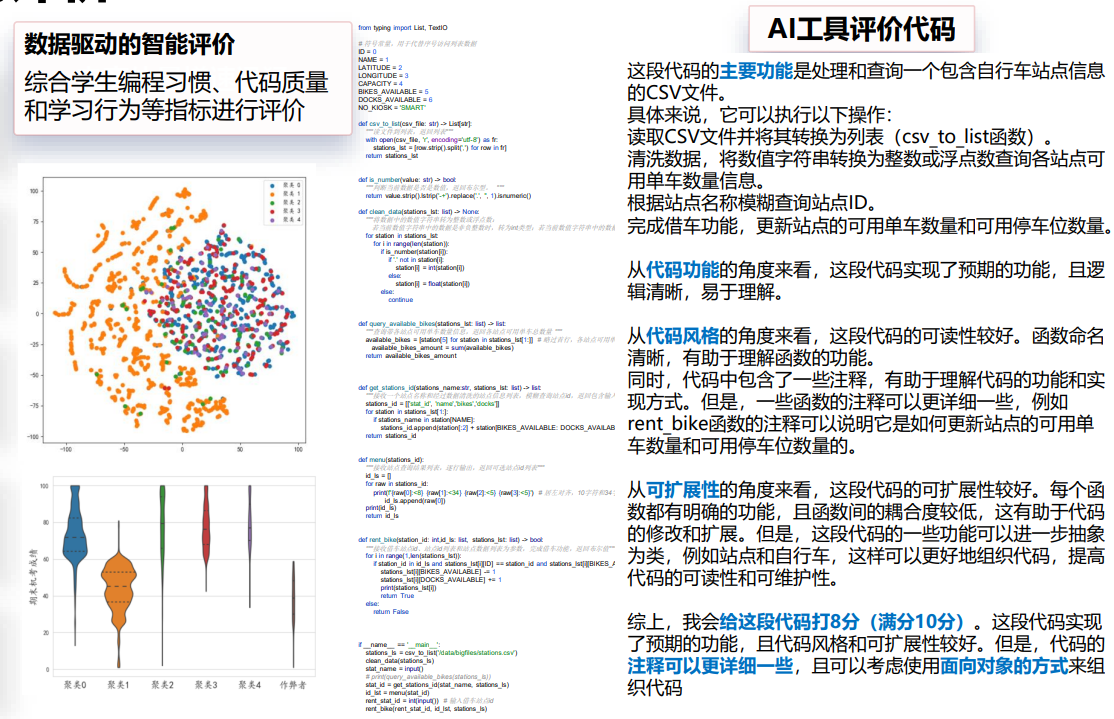 数据驱动的智能评价
综合学生编程习惯、代码质量
和学习行为等指标进行评价
聚类 0
聚类 1
聚类 2
聚类 3
聚类 4
100
75
50
25
0
-25
-50
-75
-100
-100
-50
0
50
100
期末机考成绩
100
80
60
40
20
0
聚类0
聚类1
聚类2
聚类3
聚类4
作弊者
from typing import List, TextIO
# 符号常量，用于代替序号访问列表数据
ID = 0
NAME = 1
LATITUDE = 2
LONGITUDE = 3
CAPACITY = 4
BIKES_AVAILABLE = 5
DOCKS_AVAILABLE = 6
NO_KIOSK = 'SMART'
def csv_to_list(csv_file: str) -> List[str]:
"""读文件到列表，返回列表"""
with open(csv_file, 'r', encoding='utf-8') as fr:
stations_lst = [row.strip().split(',') for row in fr]
return stations_lst
def is_number(value: str) -> bool:
"""判断当前数据是否是数值，返回布尔型。"""
return value.strip().lstrip('-+').replace('.', '', 1).isnumeric()
def clean_data(stations_lst: list) -> None:
"""将数据中的数值字符串转为整数或浮点数。
for station in stations_lst:
for i in range(len(station)):
if is_number(station[i]):
if '.' not in station[i]:
station[i] = int(station[i])
else:
station[i] = float(station[i])
else:
continue
def query_available_bikes(stations_lst: list) -> list:
"""查询带各站点可用单车数量信息，返回各站点可用单车总数量 """
available_bikes = [station[5] for station in stations_lst[1:]] # 略过首行，各站点可用单
available_bikes_amount = sum(available_bikes)
return available_bikes_amount
def get_stations_id(stations_name:str, stations_lst: list) -> list:
"""接收一个站点名称和经过数据清洗的站点信息列表，模糊查询站点id，返回包含输入
stations_id = [['stat_id', 'name','bikes','docks']]
for station in stations_lst[1:]:
if stations_name in station[NAME]:
stations_id.append(station[:2] + station[BIKES_AVAILABLE: DOCKS_AVAILAB
return stations_id
def menu(stations_id):
"""接收站点查询结果列表，逐行输出，返回可选站点id列表"""
id_ls = []
for raw in stations_id:
print(f'{raw[0]:<8} {raw[1]:<34} {raw[2]:<5} {raw[3]:<5}') # 居左对齐，10字符和34
id_ls.append(raw[0])
print(id_ls)
return id_ls
def rent_bike(station_id: int,id_ls: list, stations_lst: list) -> bool:
"""接收借车站点id、站点id列表和站点数据列表为参数，完成借车功能，返回布尔值"""
for i in range(1,len(stations_lst)):
if station_id in id_ls and stations_lst[i][ID] == station_id and stations_lst[i][BIKES_A
stations_lst[i][BIKES_AVAILABLE] -= 1
stations_lst[i][DOCKS_AVAILABLE] += 1
print(stations_lst[i])
return True
else:
return False
if __name__ == '__main__':
stations_ls = csv_to_list('/data/bigfiles/stations.csv')
clean_data(stations_ls)
stat_name = input()
# print(query_available_bikes(stations_ls))
stat_id = get_stations_id(stat_name, stations_ls)
id_lst = menu(stat_id)
rent_stat_id = int(input()) # 输入借车站点id
rent_bike(rent_stat_id, id_lst, stations_ls)
AI工具评价代码
这段代码的主要功能是处理和查询一个包含自行车站点信息
的CSV文件。
具体来说，它可以执行以下操作：
读取CSV文件并将其转换为列表（csv_to_list函数）。
清洗数据，将数值字符串转换为整数或浮点数查询各站点可
用单车数量信息。
根据站点名称模糊查询站点ID。
完成借车功能，更新站点的可用单车数量和可用停车位数量。
从代码功能的角度来看，这段代码实现了预期的功能，且逻
辑清晰，易于理解。
从代码风格的角度来看，这段代码的可读性较好。函数命名
清晰，有助于理解函数的功能。
同时，代码中包含了一些注释，有助于理解代码的功能和实
现方式。但是，一些函数的注释可以更详细一些，例如
rent_bike函数的注释可以说明它是如何更新站点的可用单
车数量和可用停车位数量的。
从可扩展性的角度来看，这段代码的可扩展性较好。每个函
数都有明确的功能，且函数间的耦合度较低，这有助于代码
的修改和扩展。但是，这段代码的一些功能可以进一步抽象
为类，例如站点和自行车，这样可以更好地组织代码，提高
代码的可读性和可维护性。
综上，我会给这段代码打8分（满分10分）。这段代码实现
了预期的功能，且代码风格和可扩展性较好。但是，代码的
注释可以更详细一些，且可以考虑使用面向对象的方式来组
织代码